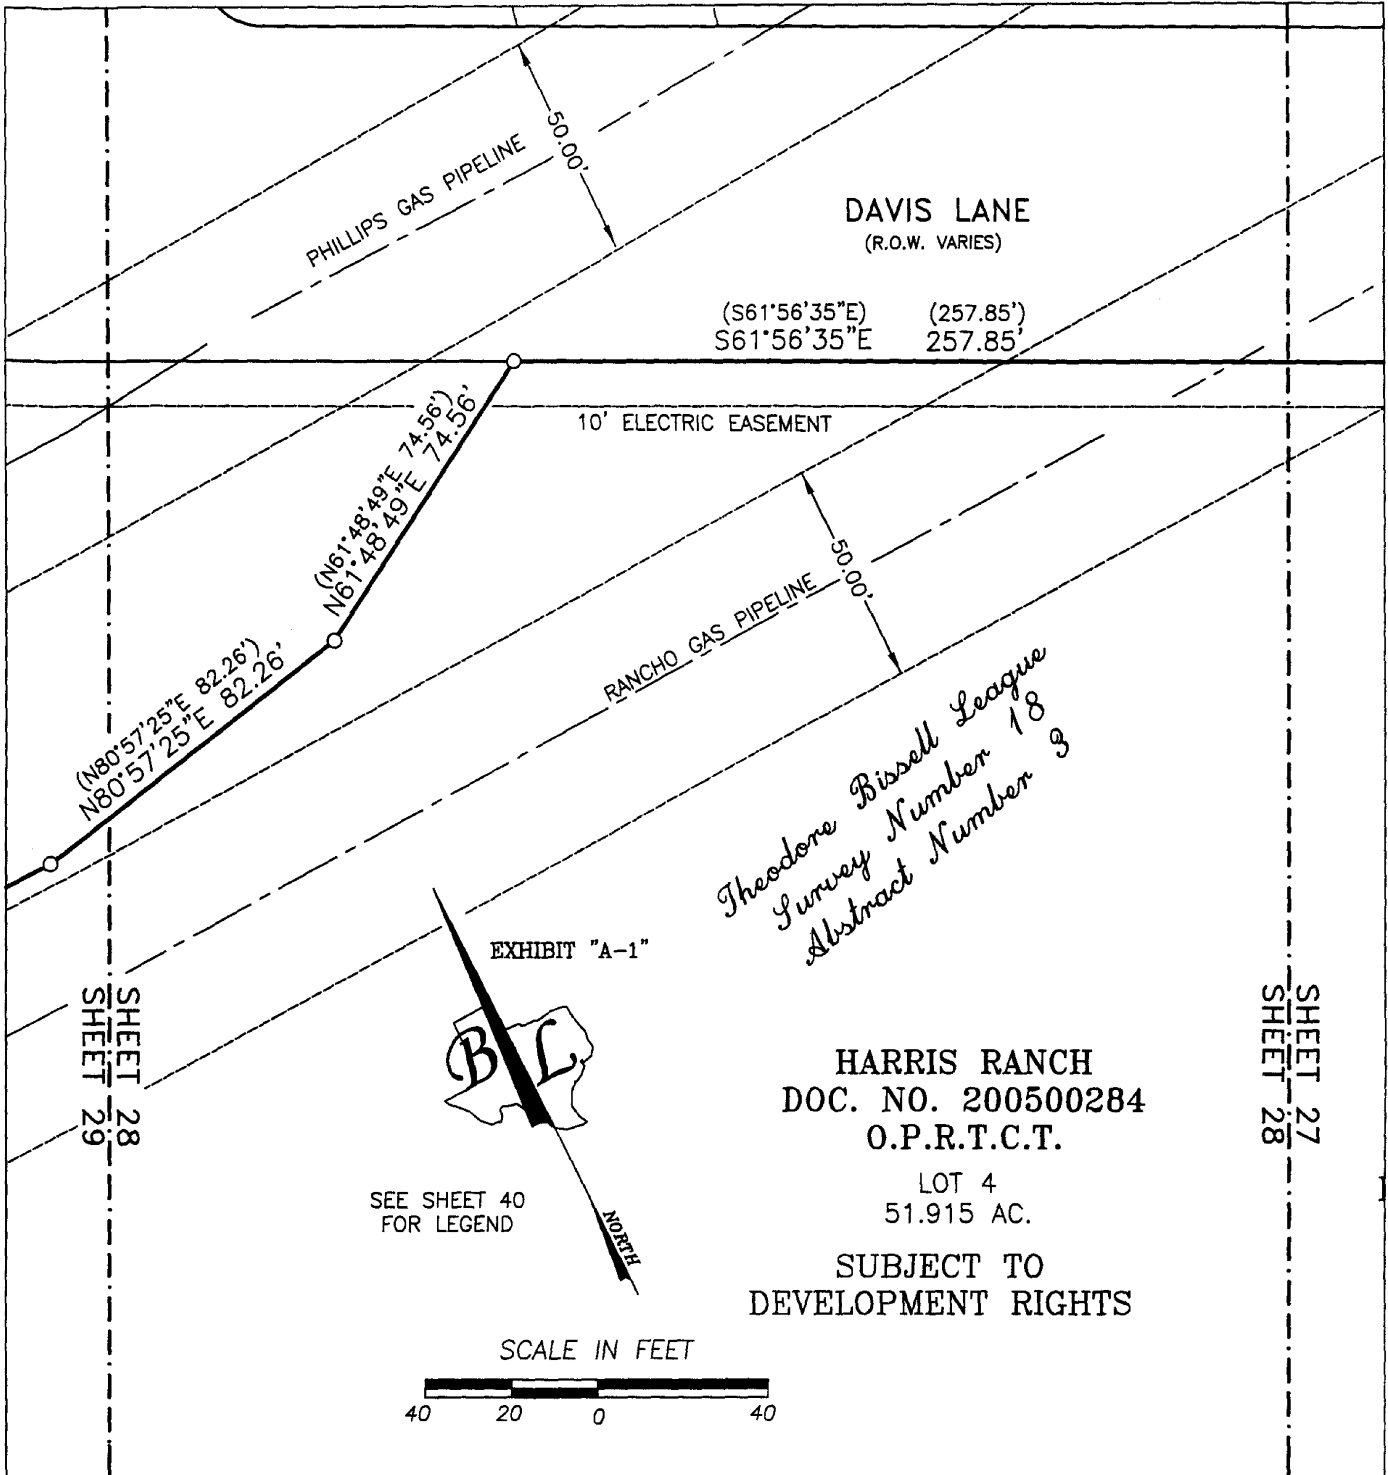 50.00'
PHILLIPS GAS PIPELINE
DAVIS LANE
(R.O.W. VARIES)
(S61°56'35"E) (257.85')
S61°56'35"E 257.85'
10' ELECTRIC EASEMENT
(N61°48'49"E 74.56')
N61°48'49"E 74.56'
50.00'
RANCHO GAS PIPELINE
(N80°57'25"E 82.26')
N80°57'25"E 82.26'
Theodore Bissell League
Survey Number 18
Abstract Number 3
EXHIBIT "A-1"
B L
NORTH
SHEET 28
SHEET 29
SHEET 27
SHEET 28
HARRIS RANCH
DOC. NO. 200500284
O.P.R.T.C.T.
LOT 4
51.915 AC.
SUBJECT TO
DEVELOPMENT RIGHTS
SEE SHEET 40
FOR LEGEND
SCALE IN FEET
40 20 0 40